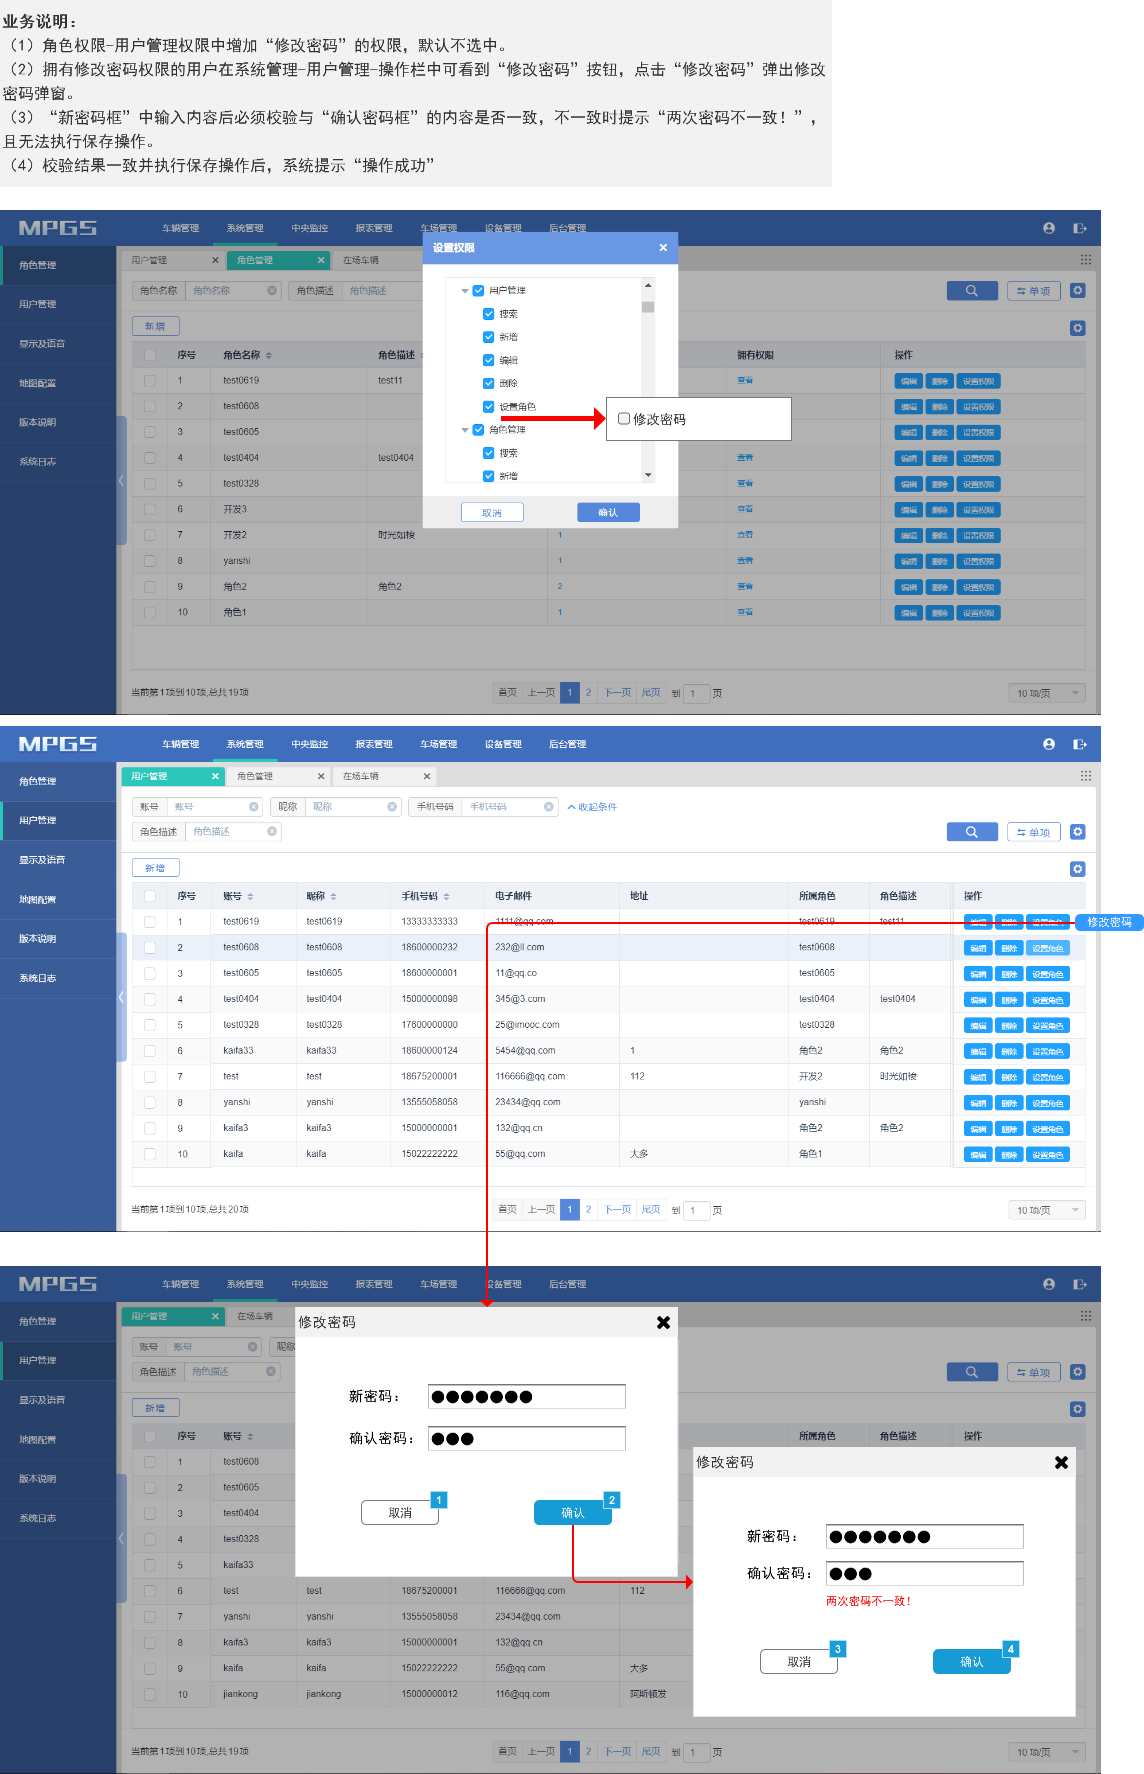 业务说明：
（1）角色权限-用户管理权限中增加“修改密码”的权限，默认不选中。
（2）拥有修改密码权限的用户在系统管理-用户管理-操作栏中可看到“修改密码”按钮，点击“修改密码”弹出修改
密码弹窗。
（3）“新密码框”中输入内容后必须校验与“确认密码框”的内容是否一致，不一致时提示“两次密码不一致！”，
且无法执行保存操作。
（4）校验结果一致并执行保存操作后，系统提示“操作成功”
MPGS 车辆管理 系统管理 中央监控 报表管理 车场管理 设备管理 后台管理
角色管理
用户管理
显示及语音
地图配置
版本说明
系统日志
用户管理 角色管理 在场车辆
角色名称 角色名称 角色描述 角色描述 单项
新增
序号 角色名称 角色描述 拥有权限 操作
1 test0619 test11 查看 编辑 删除 设置权限
2 test0608 编辑 删除 设置权限
3 test0605 编辑 删除 设置权限
4 test0404 test0404 查看 编辑 删除 设置权限
5 test0328 查看 编辑 删除 设置权限
6 开发3 查看 编辑 删除 设置权限
7 开发2 时光如梭 1 查看 编辑 删除 设置权限
8 yanshi 1 查看 编辑 删除 设置权限
9 角色2 角色2 2 查看 编辑 删除 设置权限
10 角色1 1 查看 编辑 删除 设置权限
当前第1项到10项,总共19项 首页 上一页 1 2 下一页 尾页 到 1 页 10 项/页
设置权限
用户管理
搜索
新增
编辑
删除
设置角色
角色管理
搜索
新增
取消 确认
修改密码
MPGS 车辆管理 系统管理 中央监控 报表管理 车场管理 设备管理 后台管理
角色管理
用户管理
显示及语音
地图配置
版本说明
系统日志
用户管理 角色管理 在场车辆
账号 账号 昵称 昵称 手机号码 手机号码 收起条件
角色描述 角色描述 单项
新增
序号 账号 昵称 手机号码 电子邮件 地址 所属角色 角色描述 操作
1 test0619 test0619 13333333333 1111@qq.com test0619 test11 编辑 删除 设置角色 修改密码
2 test0608 test0608 18600000232 232@ll.com test0608 编辑 删除 设置角色
3 test0605 test0605 18600000001 11@qq.co test0605 编辑 删除 设置角色
4 test0404 test0404 15000000098 345@3.com test0404 test0404 编辑 删除 设置角色
5 test0328 test0328 17600000000 25@imooc.com test0328 编辑 删除 设置角色
6 kaifa33 kaifa33 18600000124 5454@qq.com 1 角色2 角色2 编辑 删除 设置角色
7 test test 18675200001 116666@qq.com 112 开发2 时光如梭 编辑 删除 设置角色
8 yanshi yanshi 13555058058 23434@qq.com yanshi 编辑 删除 设置角色
9 kaifa3 kaifa3 15000000001 132@qq.cn 角色2 角色2 编辑 删除 设置角色
10 kaifa kaifa 15022222222 55@qq.com 大多 角色1 编辑 删除 设置角色
当前第1项到10项,总共20项 首页 上一页 1 2 下一页 尾页 到 1 页 10 项/页
MPGS 车辆管理 系统管理 中央监控 报表管理 车场管理 设备管理 后台管理
角色管理
用户管理
显示及语音
地图配置
版本说明
系统日志
用户管理 在场车辆
账号 账号 昵称
角色描述 角色描述 单项
新增
序号 账号 所属角色 角色描述 操作
1 test0608
2 test0605
3 test0404
4 test0328
5 kaifa33
6 test test 18675200001 116666@qq.com 112
7 yanshi yanshi 13555058058 23434@qq.com
8 kaifa3 kaifa3 15000000001 132@qq.cn
9 kaifa kaifa 15022222222 55@qq.com 大多
10 jiankong jiankong 15000000012 116@qq.com 阿斯顿发
当前第1项到10项,总共19项 首页 上一页 1 2 下一页 尾页 到 1 页 10 项/页
修改密码
新密码： ●●●●●●●
确认密码： ●●●
取消 1 确认 2
修改密码
新密码： ●●●●●●●
确认密码： ●●●
两次密码不一致！
取消 3 确认 4